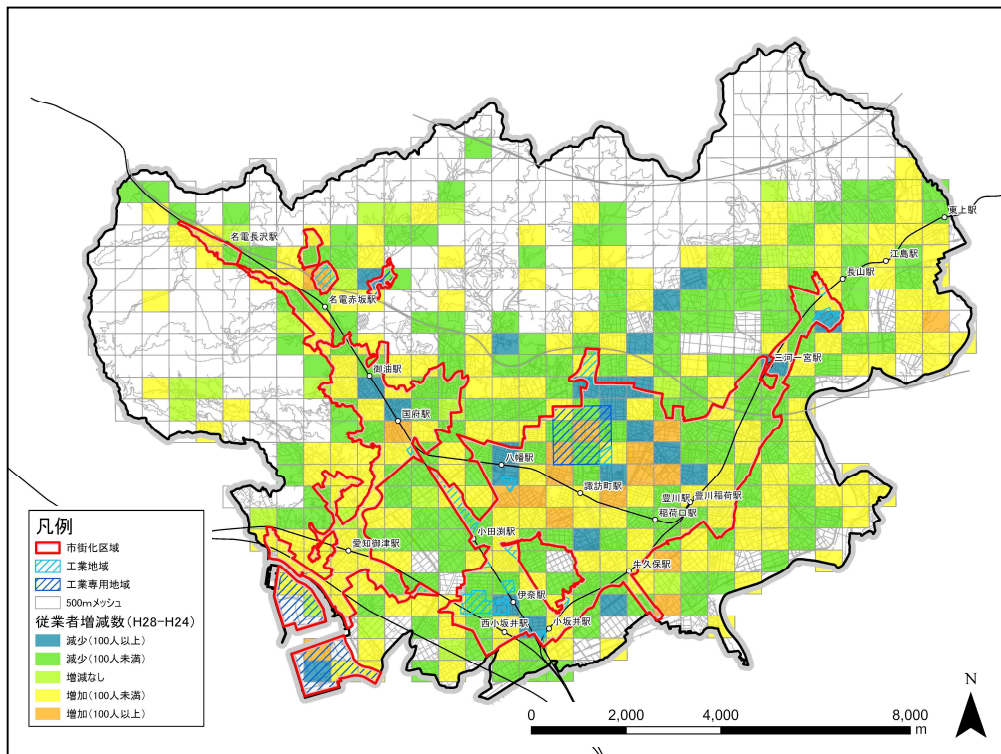 東上駅
江島駅
長山駅
名電長沢駅
名電赤坂駅
三河一宮駅
御油駅
国府駅
八幡駅
諏訪町駅
豊川駅
豊川稲荷駅
稲荷口駅
小田渕駅
愛知御津駅
牛久保駅
伊奈駅
西小坂井駅
小坂井駅
凡例
市街化区域
工業地域
工業専用地域
500mメッシュ
従業者増減数(H28-H24)
減少(100人以上)
減少(100人未満)
増減なし
増加(100人未満)
増加(100人以上)
N
0 2,000 4,000 8,000
m